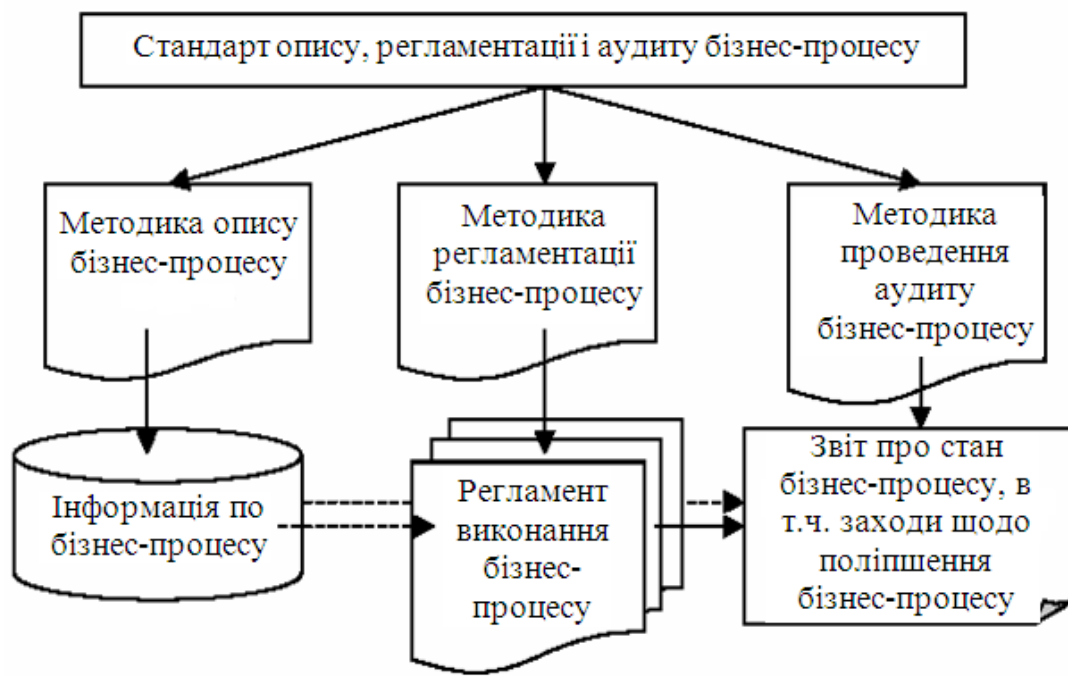 Стандарт опису, регламентації і аудиту бізнес-процесу
Методика опису
бізнес-процесу
Методика
регламентації
бізнес-процесу
Методика
проведення
аудиту
бізнес-процесу
Інформація по
бізнес-процесу
Регламент
виконання
бізнес-
процесу
Звіт про стан
бізнес-процесу, в
т.ч. заходи щодо
поліпшення
бізнес-процесу